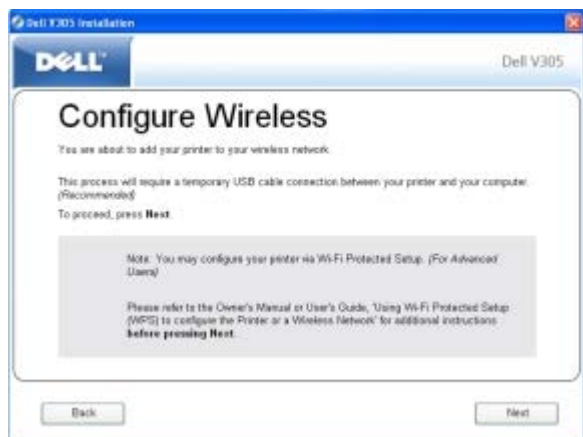 Dell V305 Installation
DELL
Dell V305
Configure Wireless
You are about to add your printer to your wireless network.
This process will require a temporary USB cable connection between your printer and your computer.
(Recommended)
To proceed, press Next.
Note: You may configure your printer via Wi-Fi Protected Setup. (For Advanced
Users)
Please refer to the Owner's Manual or User's Guide, 'Using Wi-Fi Protected Setup
(WPS) to configure the Printer or a Wireless Network' for additional instructions
before pressing Next.
Back
Next